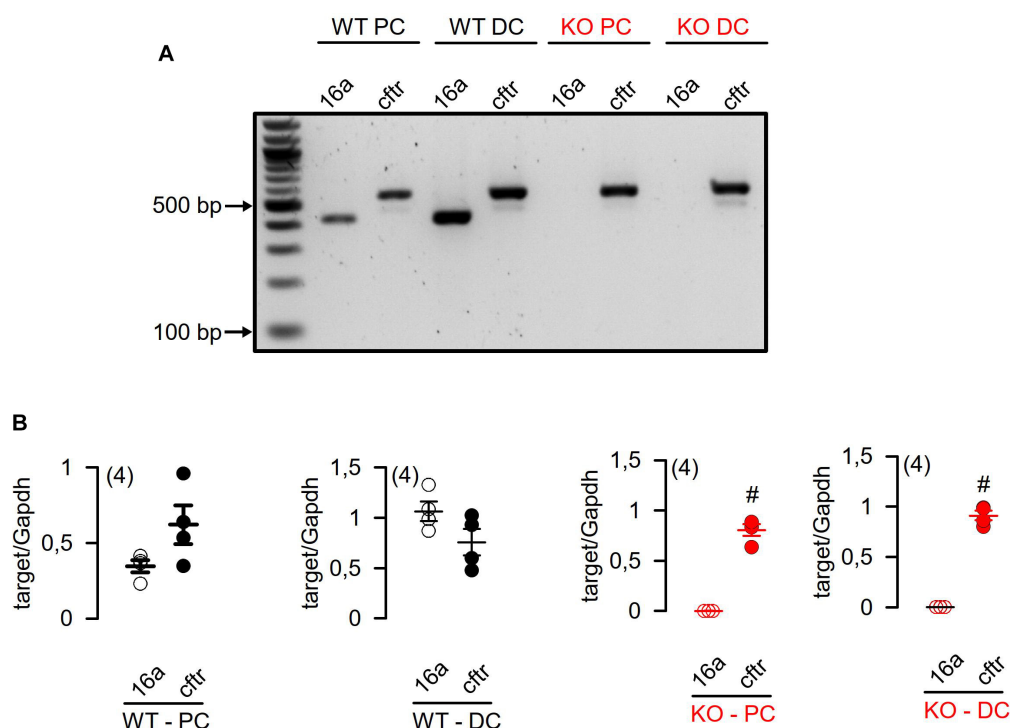 WT PC WT DC KO PC KO DC
A
16a cftr 16a cftr 16a cftr 16a cftr
500 bp
100 bp
B
target/Gapdh
1
0,5
0
(4)
16a cftr
WT - PC
target/Gapdh
1,5
1
0,5
0
(4)
16a cftr
WT - DC
target/Gapdh
1,5
1
0,5
0
(4)
#
16a cftr
KO - PC
target/Gapdh
1,5
1
0,5
0
(4)
#
16a cftr
KO - DC